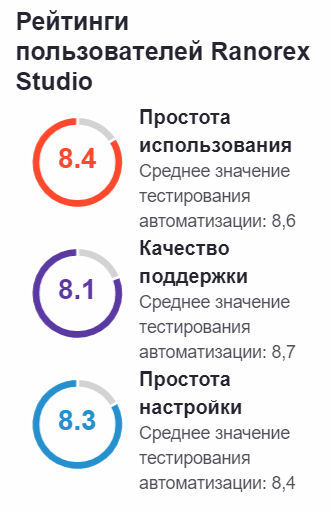 Рейтинги
пользователей Ranorex
Studio
8.4
Простота
использования
Среднее значение
тестирования
автоматизации: 8,6
8.1
Качество
поддержки
Среднее значение
тестирования
автоматизации: 8,7
8.3
Простота
настройки
Среднее значение
тестирования
автоматизации: 8,4